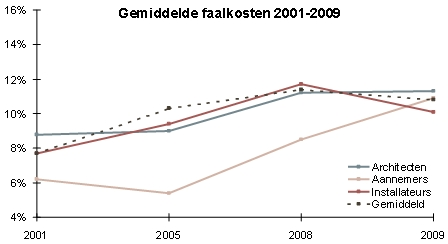 Gemiddelde faalkosten 2001-2009
16%
14%
12%
10%
8%
6%
4%
2001
2005
2008
2009
Architecten
Aannemers
Installateurs
Gemiddeld